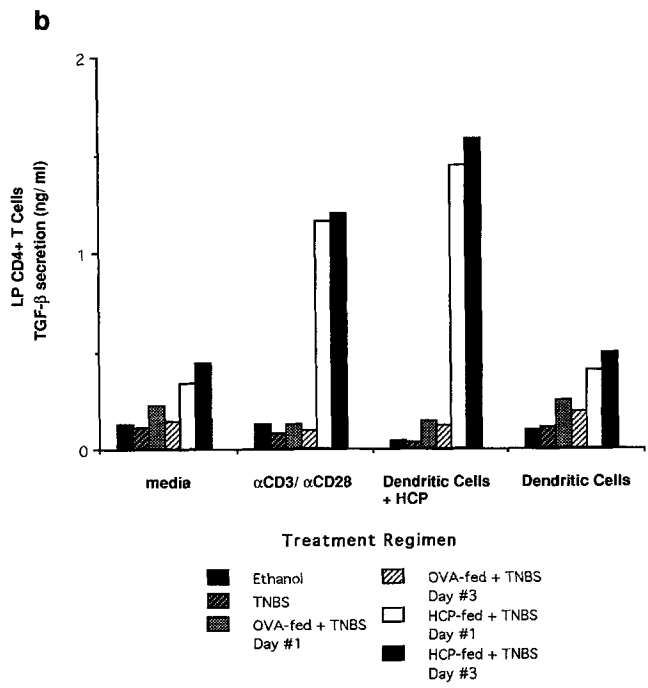 b
2
1
0
LP CD4+ T Cells
TGF-β secretion (ng/ ml)
media
αCD3/ αCD28
Dendritic Cells
+ HCP
Dendritic Cells
Treatment Regimen
Ethanol
TNBS
OVA-fed + TNBS
Day #1
OVA-fed + TNBS
Day #3
HCP-fed + TNBS
Day #1
HCP-fed + TNBS
Day #3